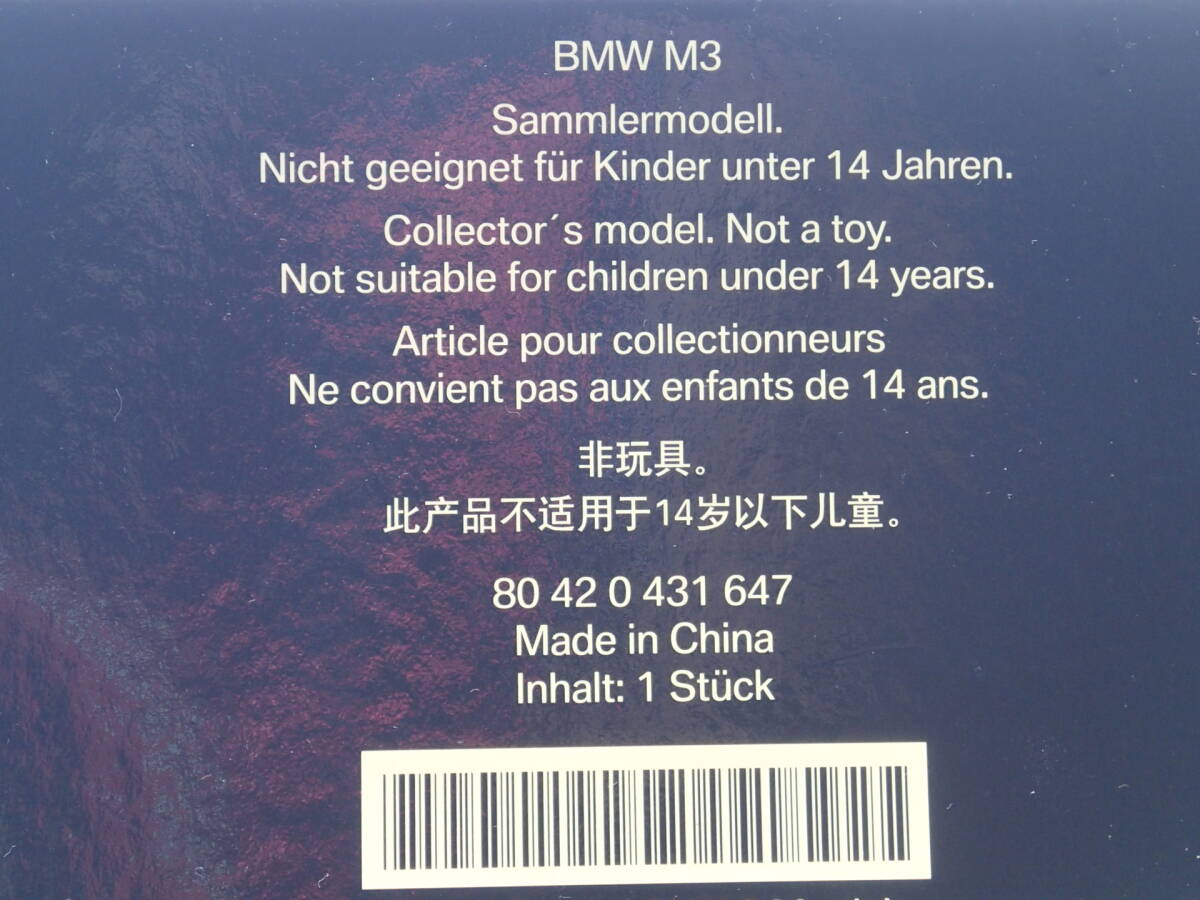 BMW M3
Sammlermodell.
Nicht geeignet für Kinder unter 14 Jahren.
Collector´s model. Not a toy.
Not suitable for children under 14 years.
Article pour collectionneurs
Ne convient pas aux enfants de 14 ans.
非玩具。
此产品不适用于14岁以下儿童。
80 42 0 431 647
Made in China
Inhalt: 1 Stück